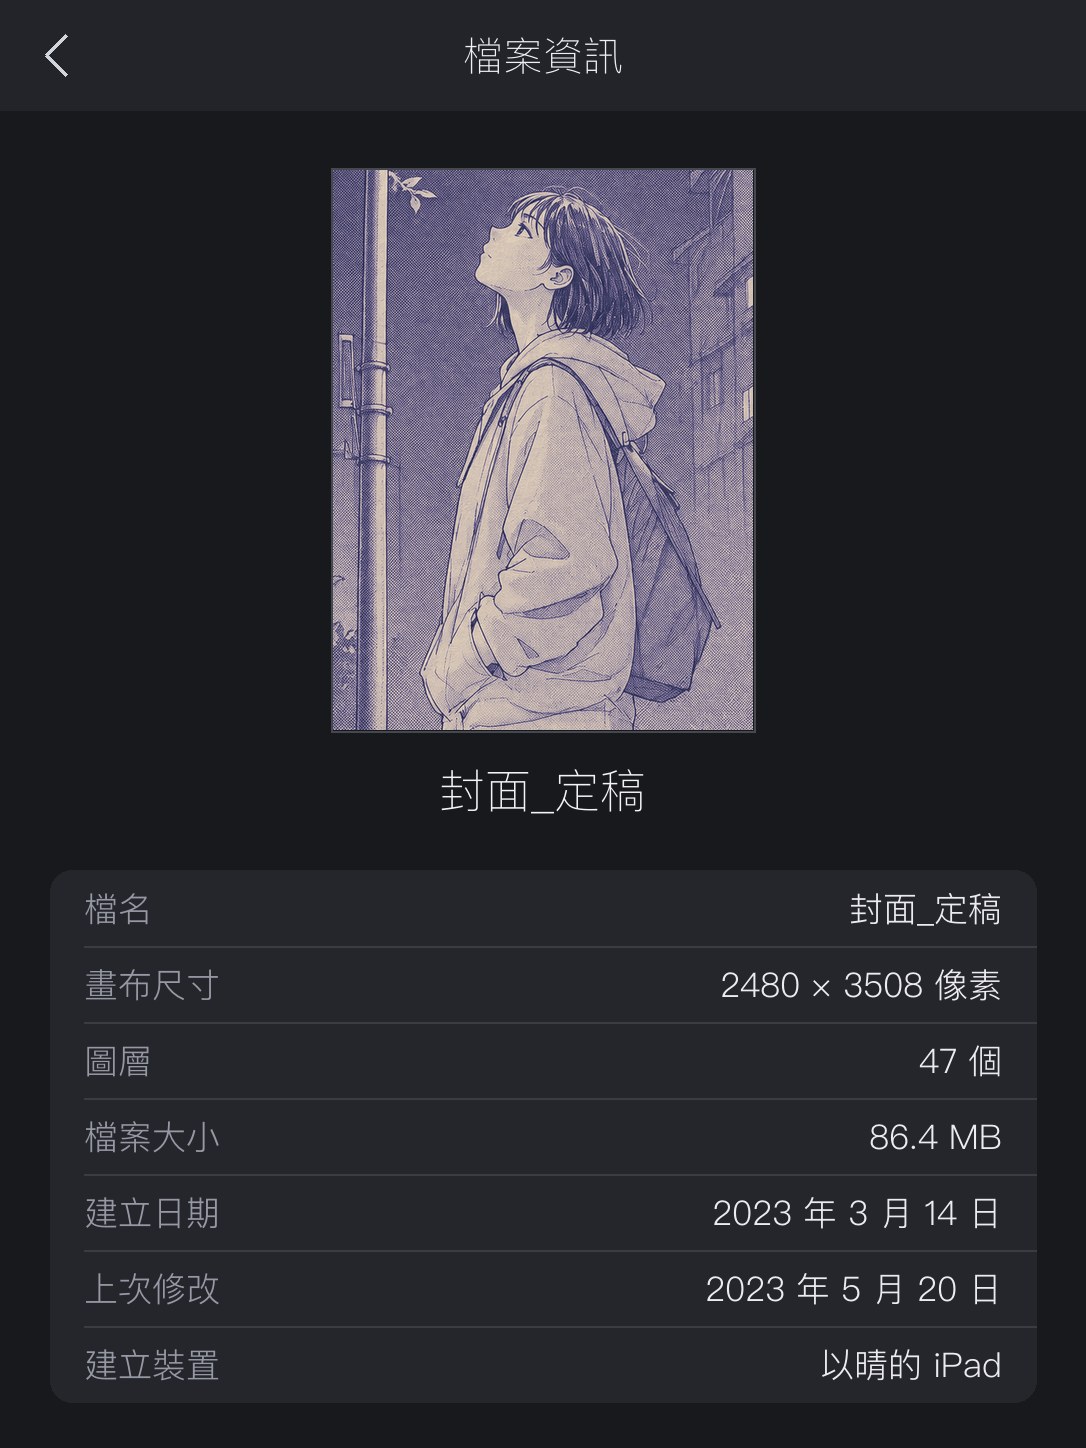 檔案資訊
封面_定稿
檔名 封面_定稿
畫布尺寸 2480 × 3508 像素
圖層 47 個
檔案大小 86.4 MB
建立日期 2023 年 3 月 14 日
上次修改 2023 年 5 月 20 日
建立裝置 以晴的 iPad